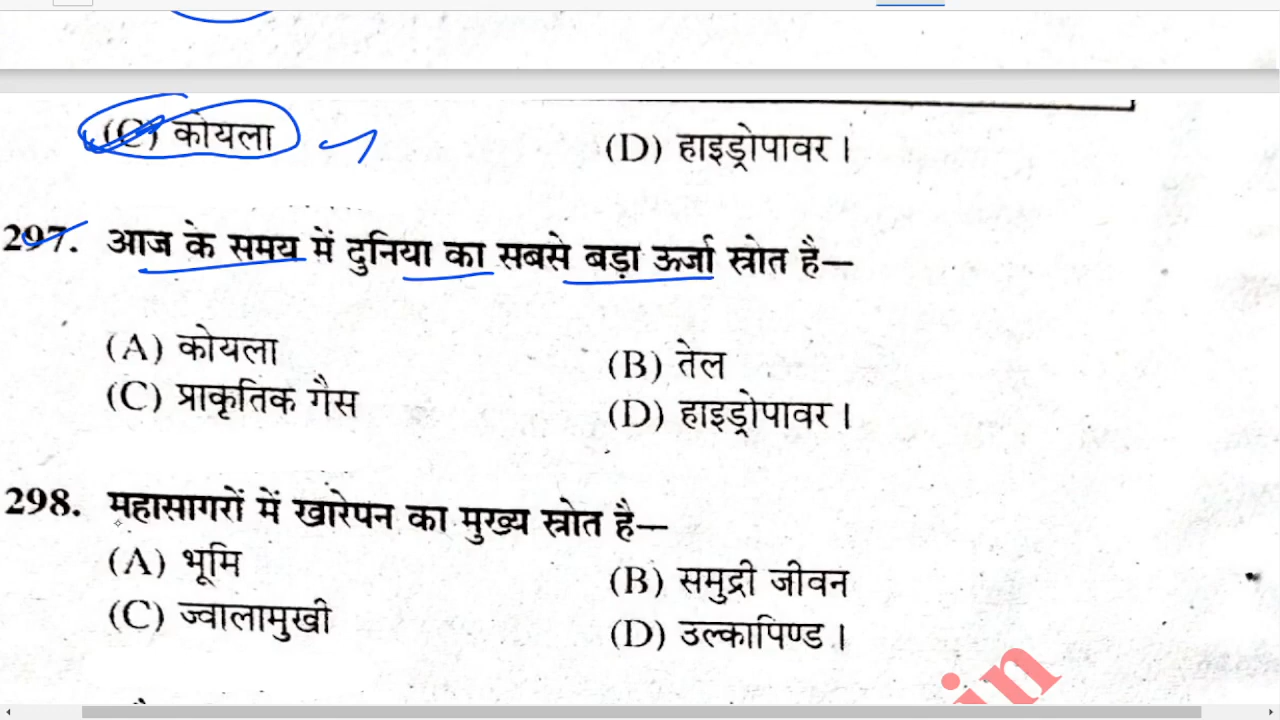 (C) कोयला (D) हाइड्रोपावर ।
297. आज के समय में दुनिया का सबसे बड़ा ऊर्जा स्रोत है—
(A) कोयला (B) तेल
(C) प्राकृतिक गैस (D) हाइड्रोपावर ।
298. महासागरों में खारेपन का मुख्य स्रोत है—
(A) भूमि (B) समुद्री जीवन
(C) ज्वालामुखी (D) उल्कापिण्ड ।
in